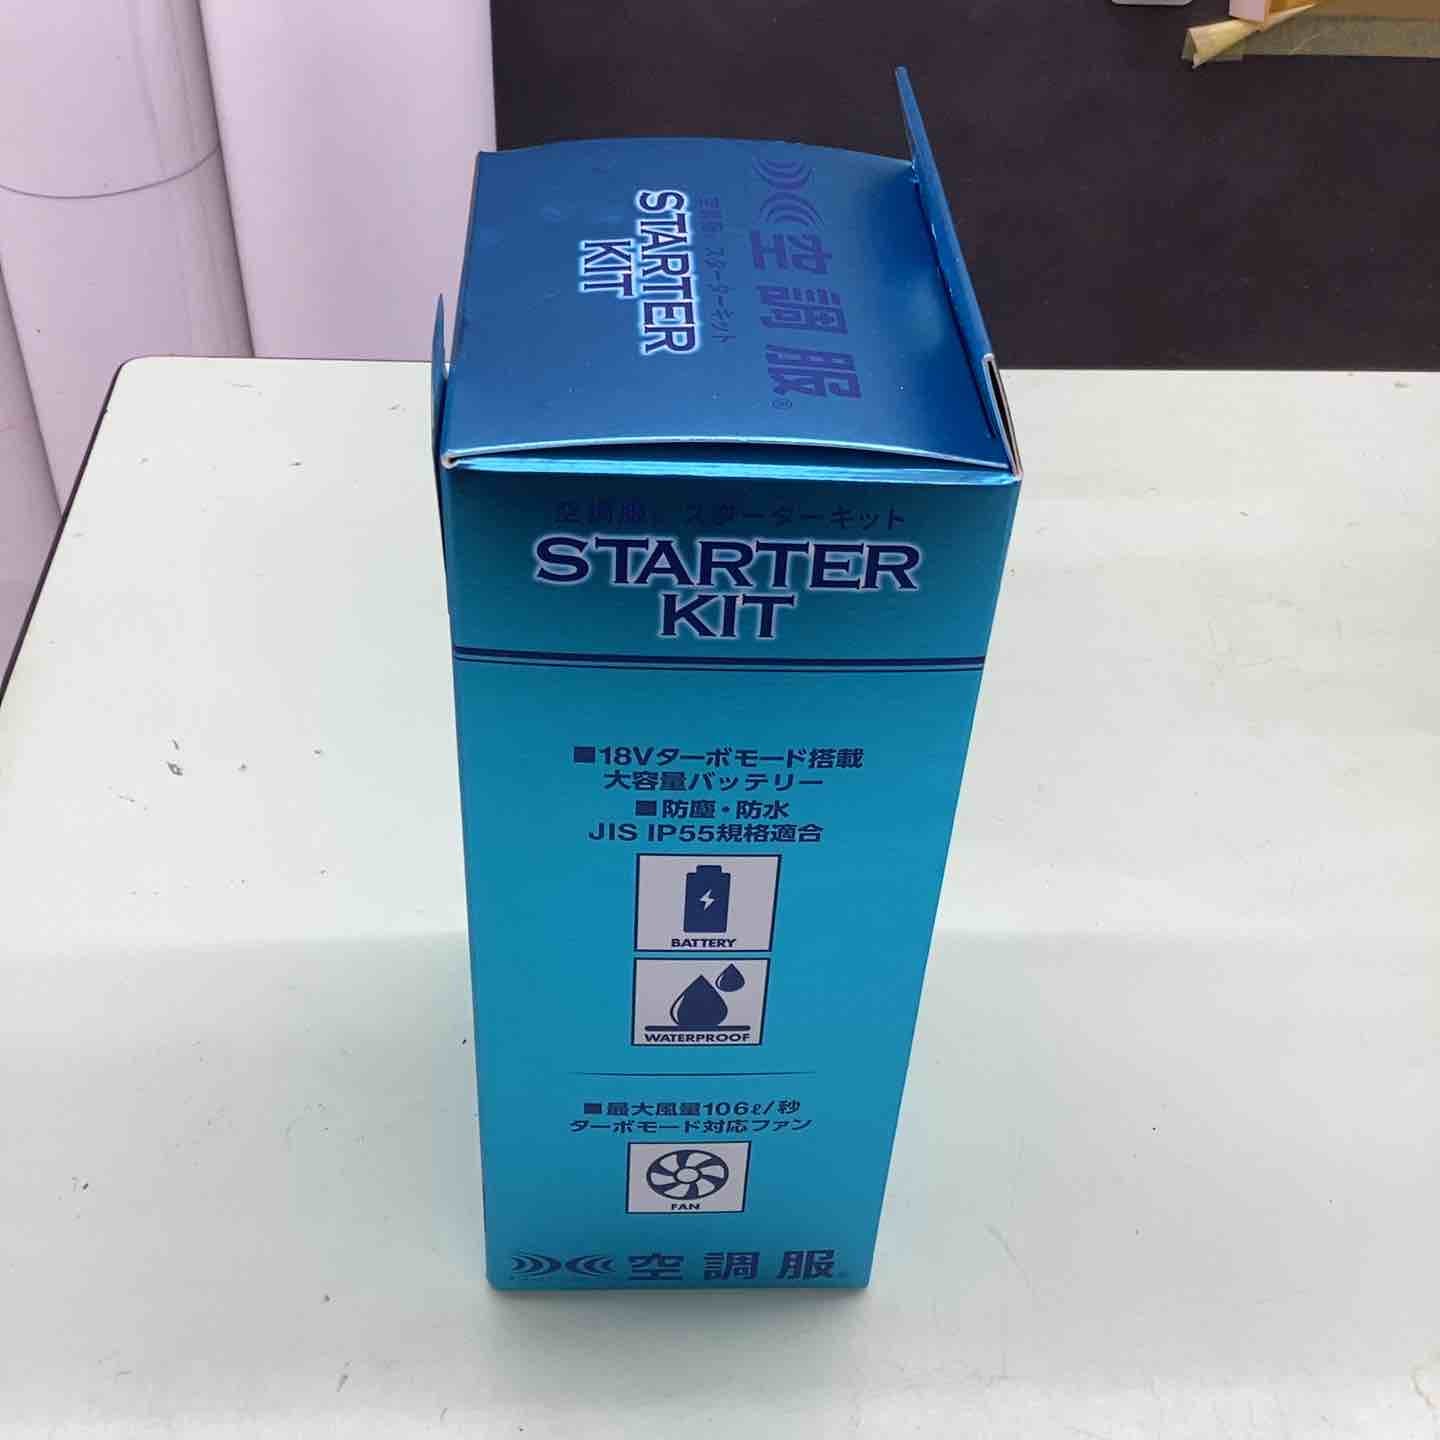 空調服®
空調服® スターターキット
STARTER
KIT
空調服® スターターキット
STARTER
KIT
■18Vターボモード搭載
大容量バッテリー
■防塵・防水
JIS IP55規格適合
BATTERY
WATERPROOF
■最大風量106ℓ/秒
ターボモード対応ファン
FAN
空調服®